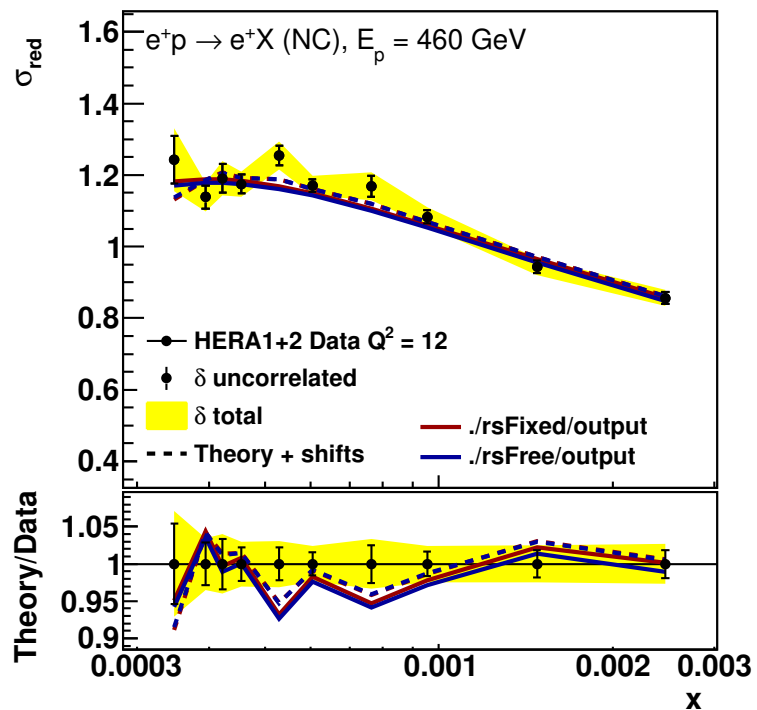 e⁺p → e⁺X (NC), E_p = 460 GeV
σ_red
1.6
1.4
1.2
1
0.8
0.6
0.4
HERA1+2 Data Q² = 12
δ uncorrelated
δ total
Theory + shifts
./rsFixed/output
./rsFree/output
Theory/Data
1.05
1
0.95
0.9
0.0003
0.001
0.002
0.003
x